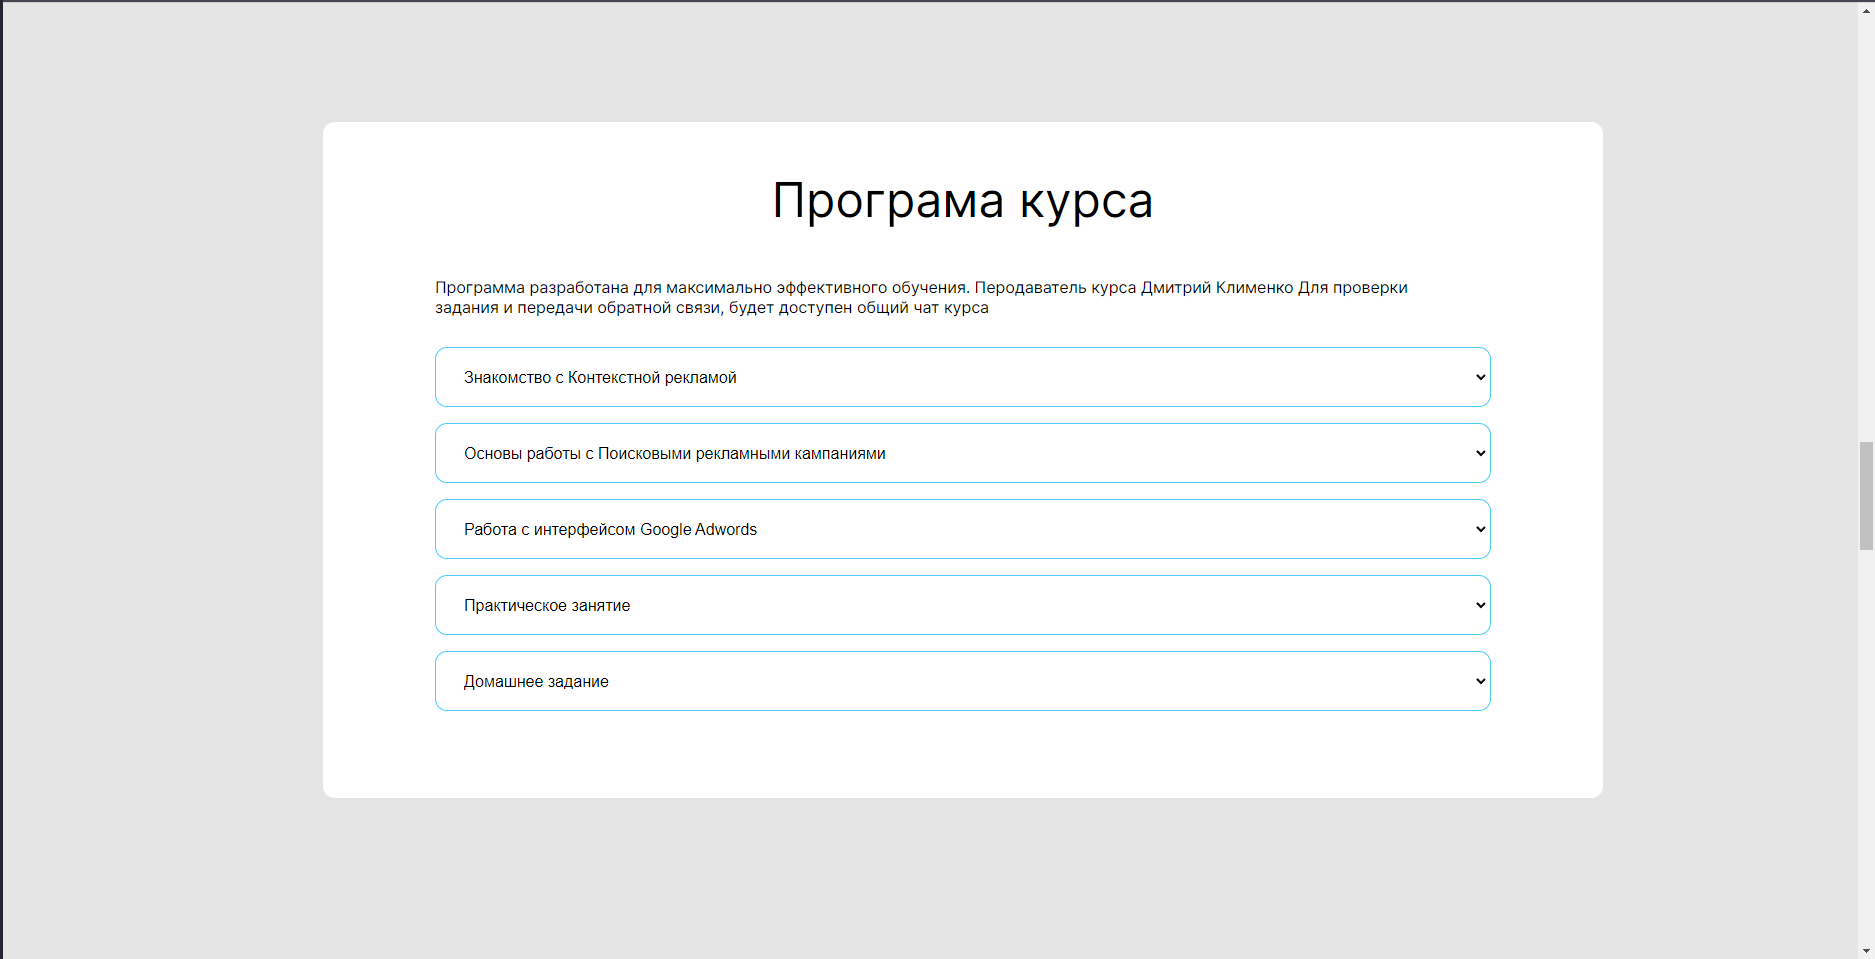 Програма курса
Программа разработана для максимально эффективного обучения. Перодаватель курса Дмитрий Клименко Для проверки
задания и передачи обратной связи, будет доступен общий чат курса
Знакомство с Контекстной рекламой
Основы работы с Поисковыми рекламными кампаниями
Работа с интерфейсом Google Adwords
Практическое занятие
Домашнее задание